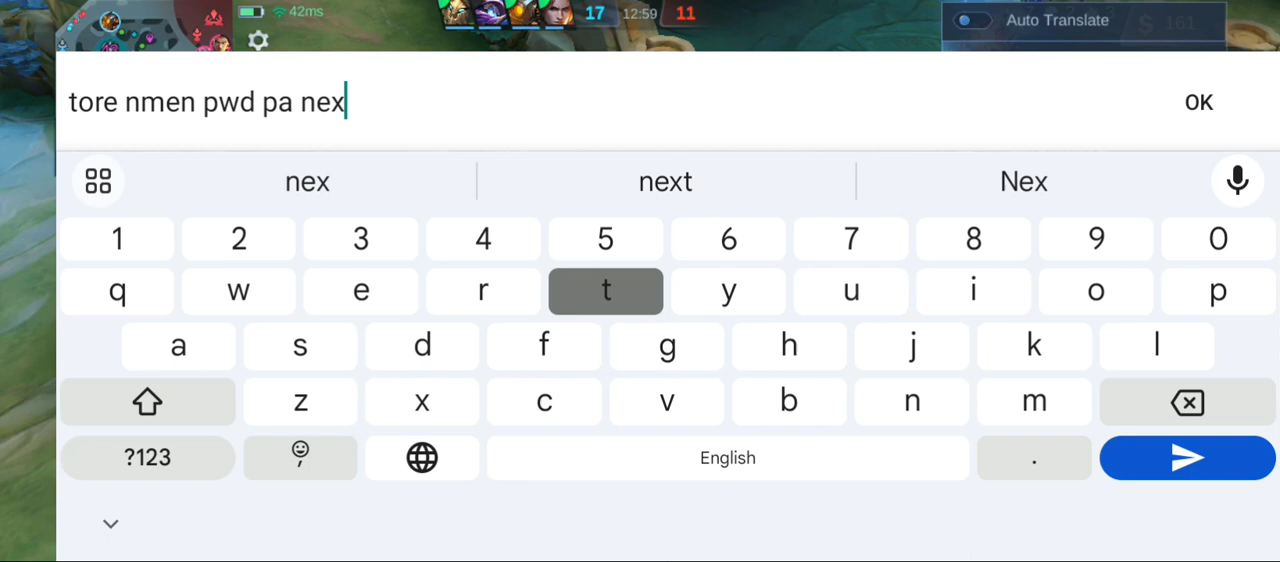 42ms
17 12:59 11
Auto Translate
$ 161
tore nmen pwd pa nex
OK
nex next Nex
1 2 3 4 5 6 7 8 9 0
q w e r t y u i o p
a s d f g h j k l
z x c v b n m
?123 , English .